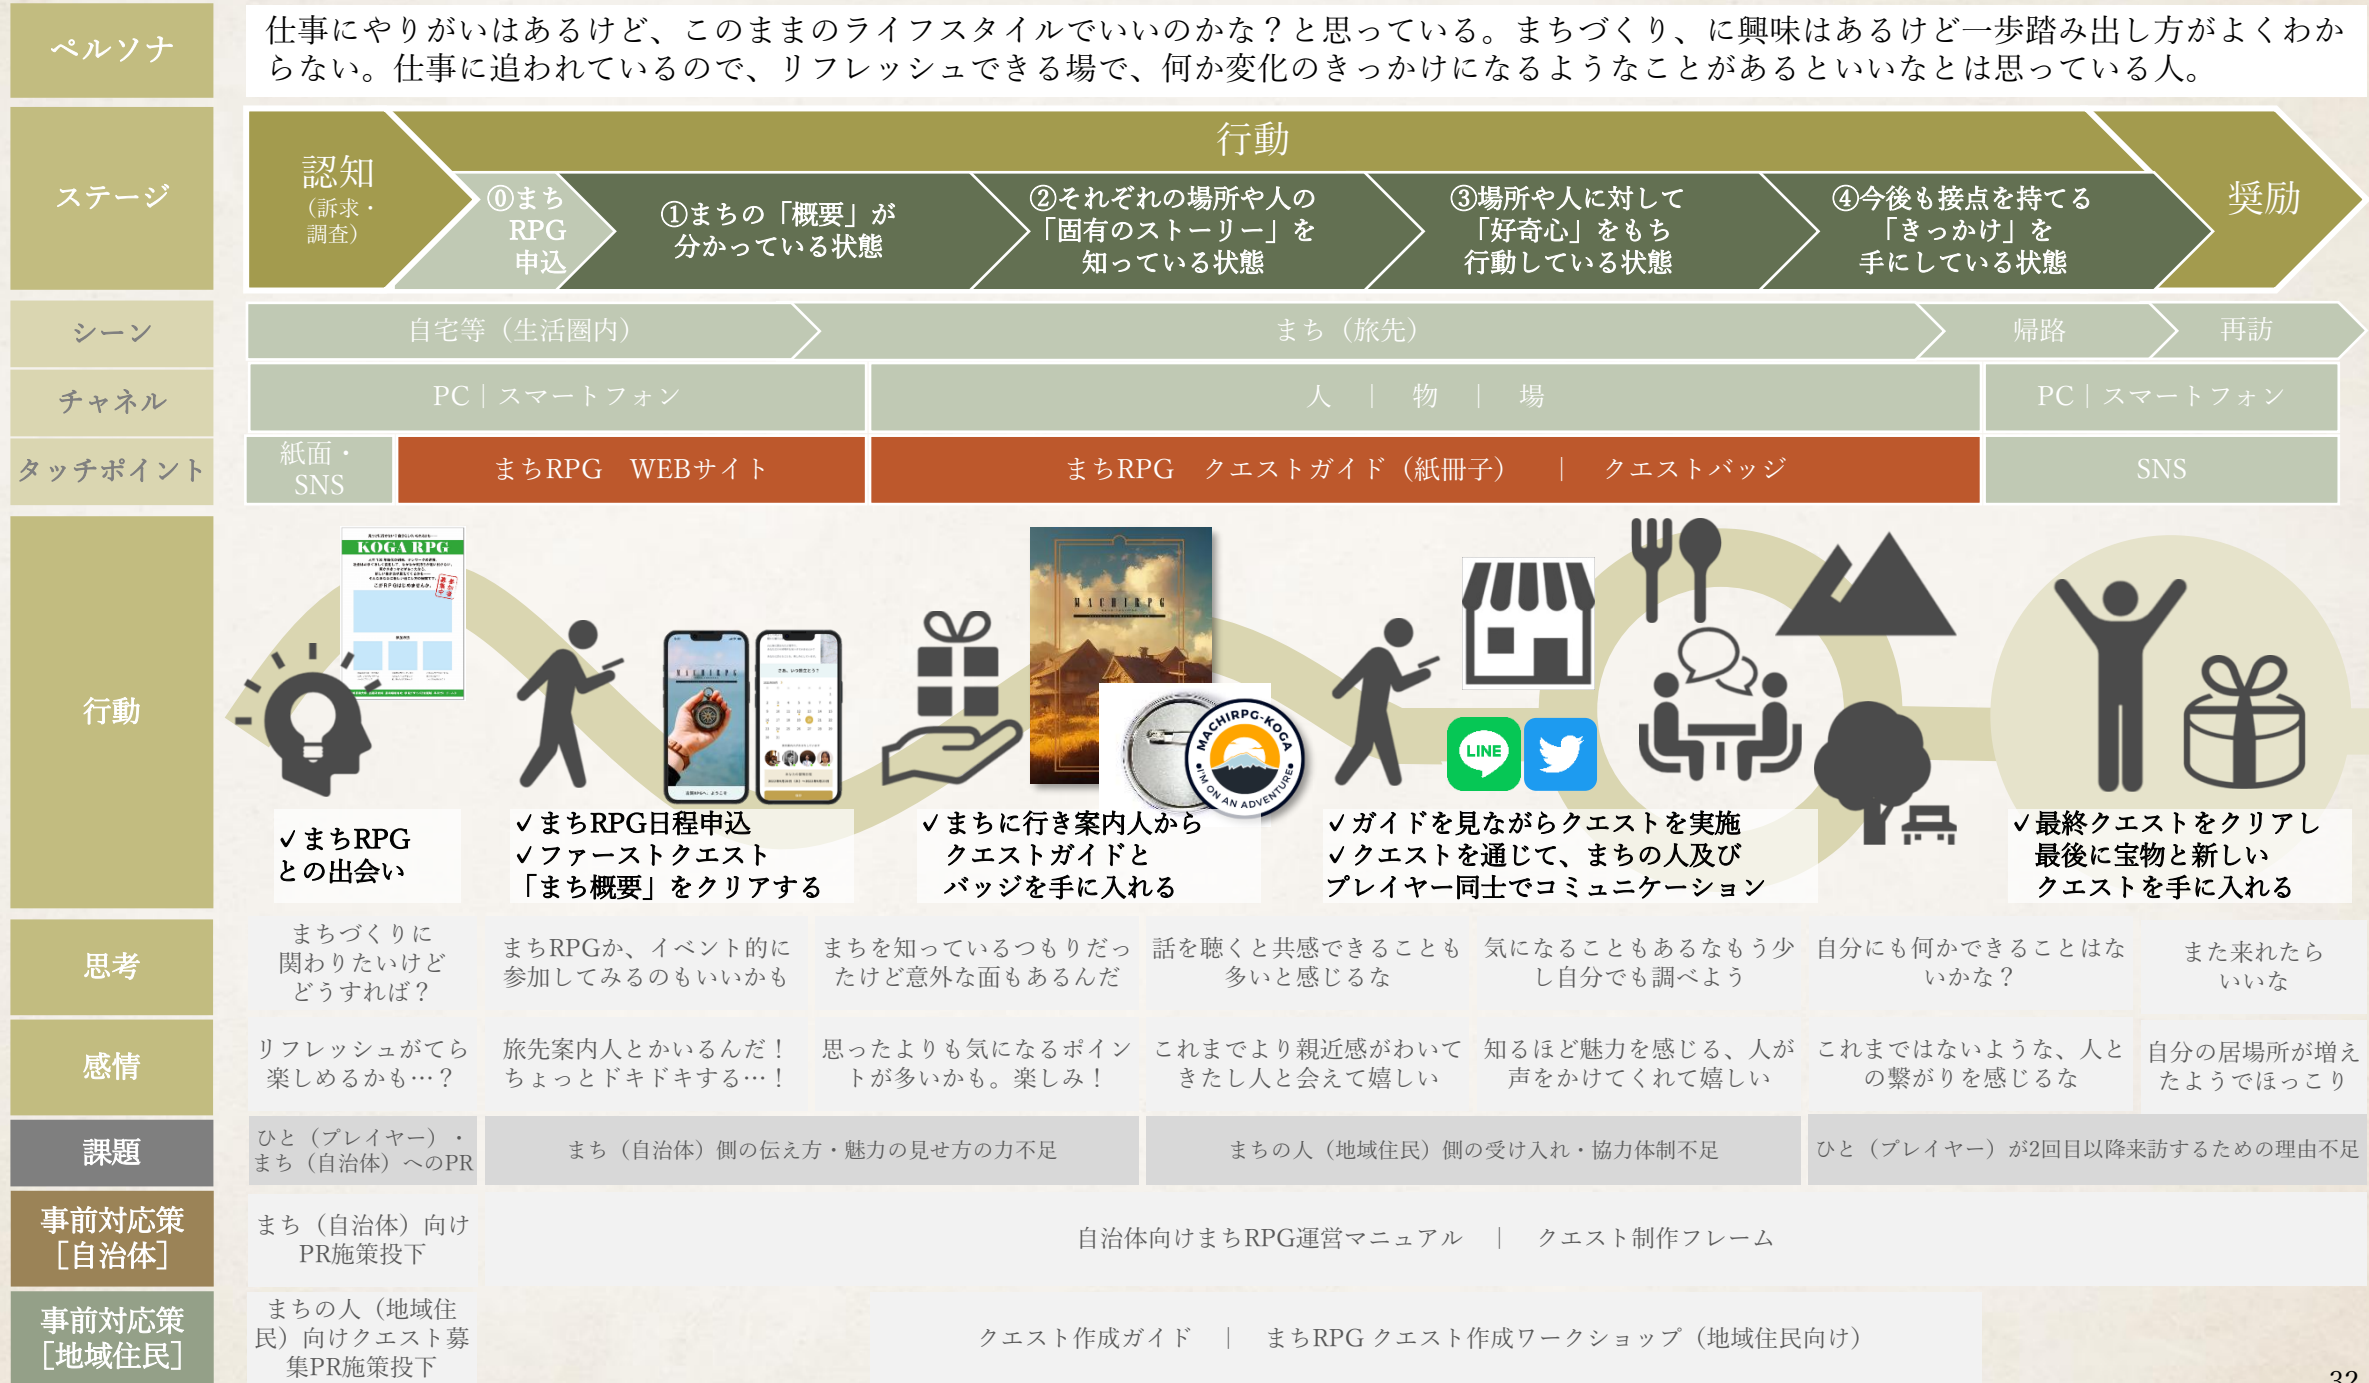 ペルソナ
仕事にやりがいはあるけど、このままのライフスタイルでいいのかな？と思っている。まちづくり、に興味はあるけど一歩踏み出し方がよくわか
らない。仕事に追われているので、リフレッシュできる場で、何か変化のきっかけになるようなことがあるといいなとは思っている人。
ステージ
認知
（訴求・
調査）
行動
⓪まち
RPG
申込
①まちの「概要」が
分かっている状態
②それぞれの場所や人の
「固有のストーリー」を
知っている状態
③場所や人に対して
「好奇心」をもち
行動している状態
④今後も接点を持てる
「きっかけ」を
手にしている状態
奨励
シーン
自宅等（生活圏内）
まち（旅先）
帰路
再訪
チャネル
PC｜スマートフォン
人　｜　物　｜　場
PC｜スマートフォン
タッチポイント
紙面・
SNS
まちRPG　WEBサイト
まちRPG　クエストガイド（紙冊子）　｜　クエストバッジ
SNS
行動
KOGA RPG
MACHIRPG
さあ、いつ旅立とう？
MACHIRPG
MACHIRPG-KOGA
I'M ON AN ADVENTURE
LINE
✓まちRPG
との出会い
✓まちRPG日程申込
✓ファーストクエスト
「まち概要」をクリアする
✓まちに行き案内人から
クエストガイドと
バッジを手に入れる
✓ガイドを見ながらクエストを実施
✓クエストを通じて、まちの人及び
プレイヤー同士でコミュニケーション
✓最終クエストをクリアし
最後に宝物と新しい
クエストを手に入れる
思考
まちづくりに
関わりたいけど
どうすれば？
まちRPGか、イベント的に
参加してみるのもいいかも
まちを知っているつもりだっ
たけど意外な面もあるんだ
話を聴くと共感できることも
多いと感じるな
気になることもあるなもう少
し自分でも調べよう
自分にも何かできることはな
いかな？
また来れたら
いいな
感情
リフレッシュがてら
楽しめるかも…？
旅先案内人とかいるんだ！
ちょっとドキドキする…！
思ったよりも気になるポイン
トが多いかも。楽しみ！
これまでより親近感がわいて
きたし人と会えて嬉しい
知るほど魅力を感じる、人が
声をかけてくれて嬉しい
これまではないような、人と
の繋がりを感じるな
自分の居場所が増え
たようでほっこり
課題
ひと（プレイヤー）・
まち（自治体）へのPR
まち（自治体）側の伝え方・魅力の見せ方の力不足
まちの人（地域住民）側の受け入れ・協力体制不足
ひと（プレイヤー）が2回目以降来訪するための理由不足
事前対応策
［自治体］
まち（自治体）向け
PR施策投下
自治体向けまちRPG運営マニュアル　｜　クエスト制作フレーム
事前対応策
［地域住民］
まちの人（地域住
民）向けクエスト募
集PR施策投下
クエスト作成ガイド　｜　まちRPG クエスト作成ワークショップ（地域住民向け）
32